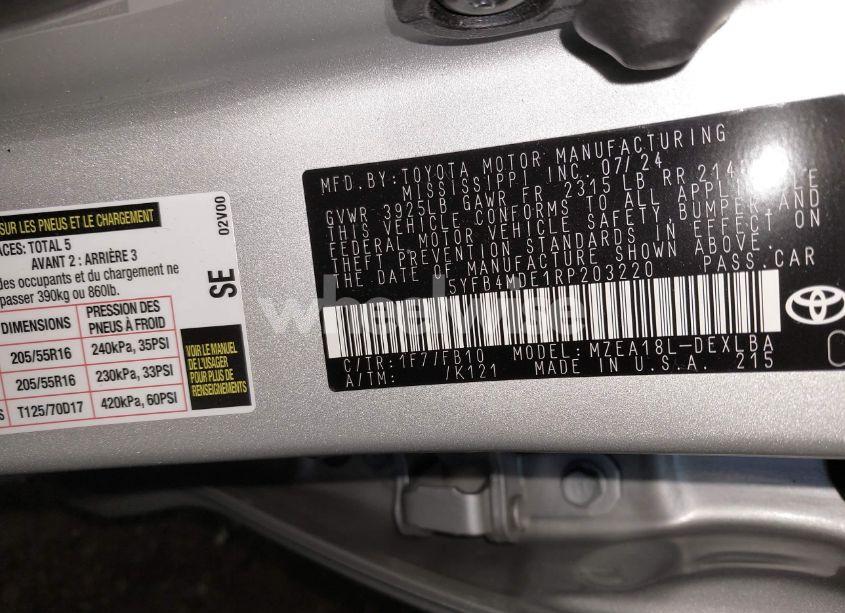 SUR LES PNEUS ET LE CHARGEMENT
ACES: TOTAL 5
AVANT 2 : ARRIÈRE 3
des occupants et du chargement ne
passer 390kg ou 860lb.
DIMENSIONS PRESSION DES PNEUS À FROID
205/55R16 240kPa, 35PSI
205/55R16 230kPa, 33PSI
T125/70D17 420kPa, 60PSI
02V00
SE
VOIR LE MANUEL
DE L'USAGER
POUR PLUS DE
RENSEIGNEMENTS
MFD.BY:TOYOTA MOTOR MANUFACTURING
MISSISSIPPI INC. 07/24
GVWR 3925LB GAWR FR 2315 LB RR
THIS VEHICLE CONFORMS TO ALL
FEDERAL MOTOR VEHICLE SAFETY, BUMPER AND
THEFT PREVENTION STANDARDS IN EFFECT ON
THE DATE OF MANUFACTURE SHOWN ABOVE.
5YFB4MDE1RP203220 PASS.CAR
C/TR: 1F7/FB10 MODEL: MZEA18L-DEXLBA
A/TM: /K121 MADE IN U.S.A. 215
TOYOTA
wheelwise